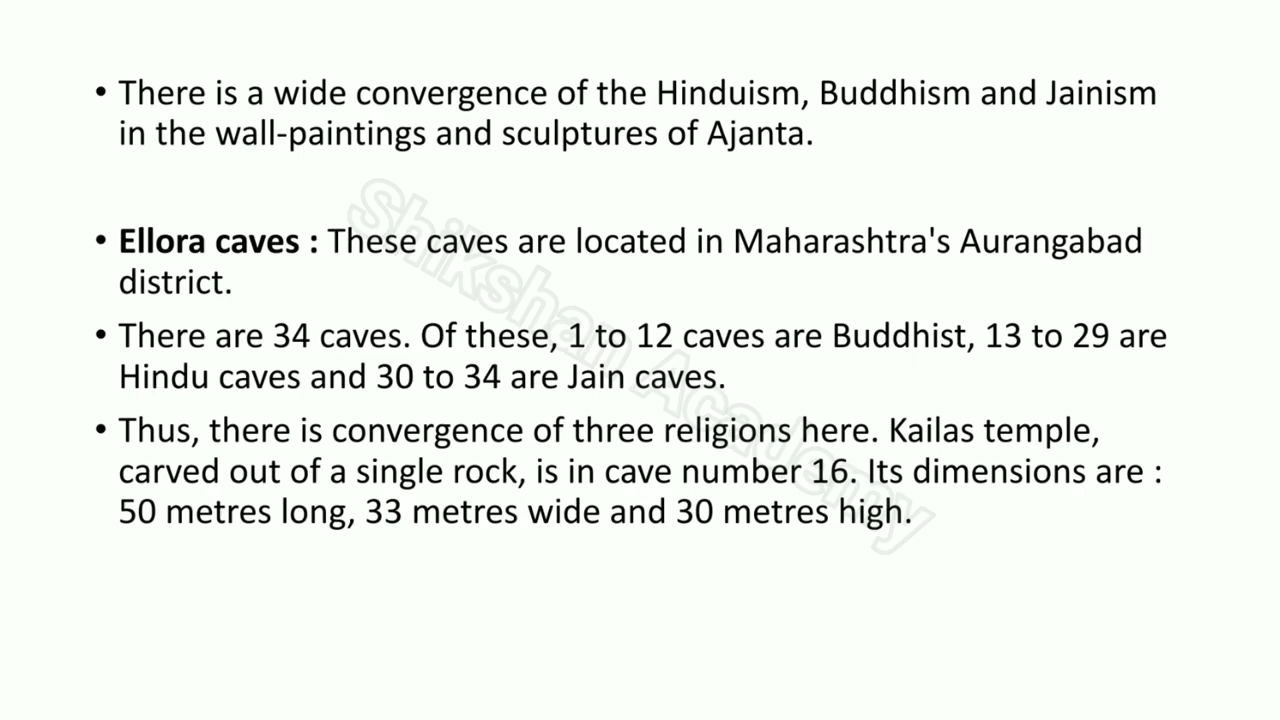 • There is a wide convergence of the Hinduism, Buddhism and Jainism
in the wall-paintings and sculptures of Ajanta.
• Ellora caves : These caves are located in Maharashtra's Aurangabad
district.
• There are 34 caves. Of these, 1 to 12 caves are Buddhist, 13 to 29 are
Hindu caves and 30 to 34 are Jain caves.
• Thus, there is convergence of three religions here. Kailas temple,
carved out of a single rock, is in cave number 16. Its dimensions are :
50 metres long, 33 metres wide and 30 metres high.
Shikshan Academy